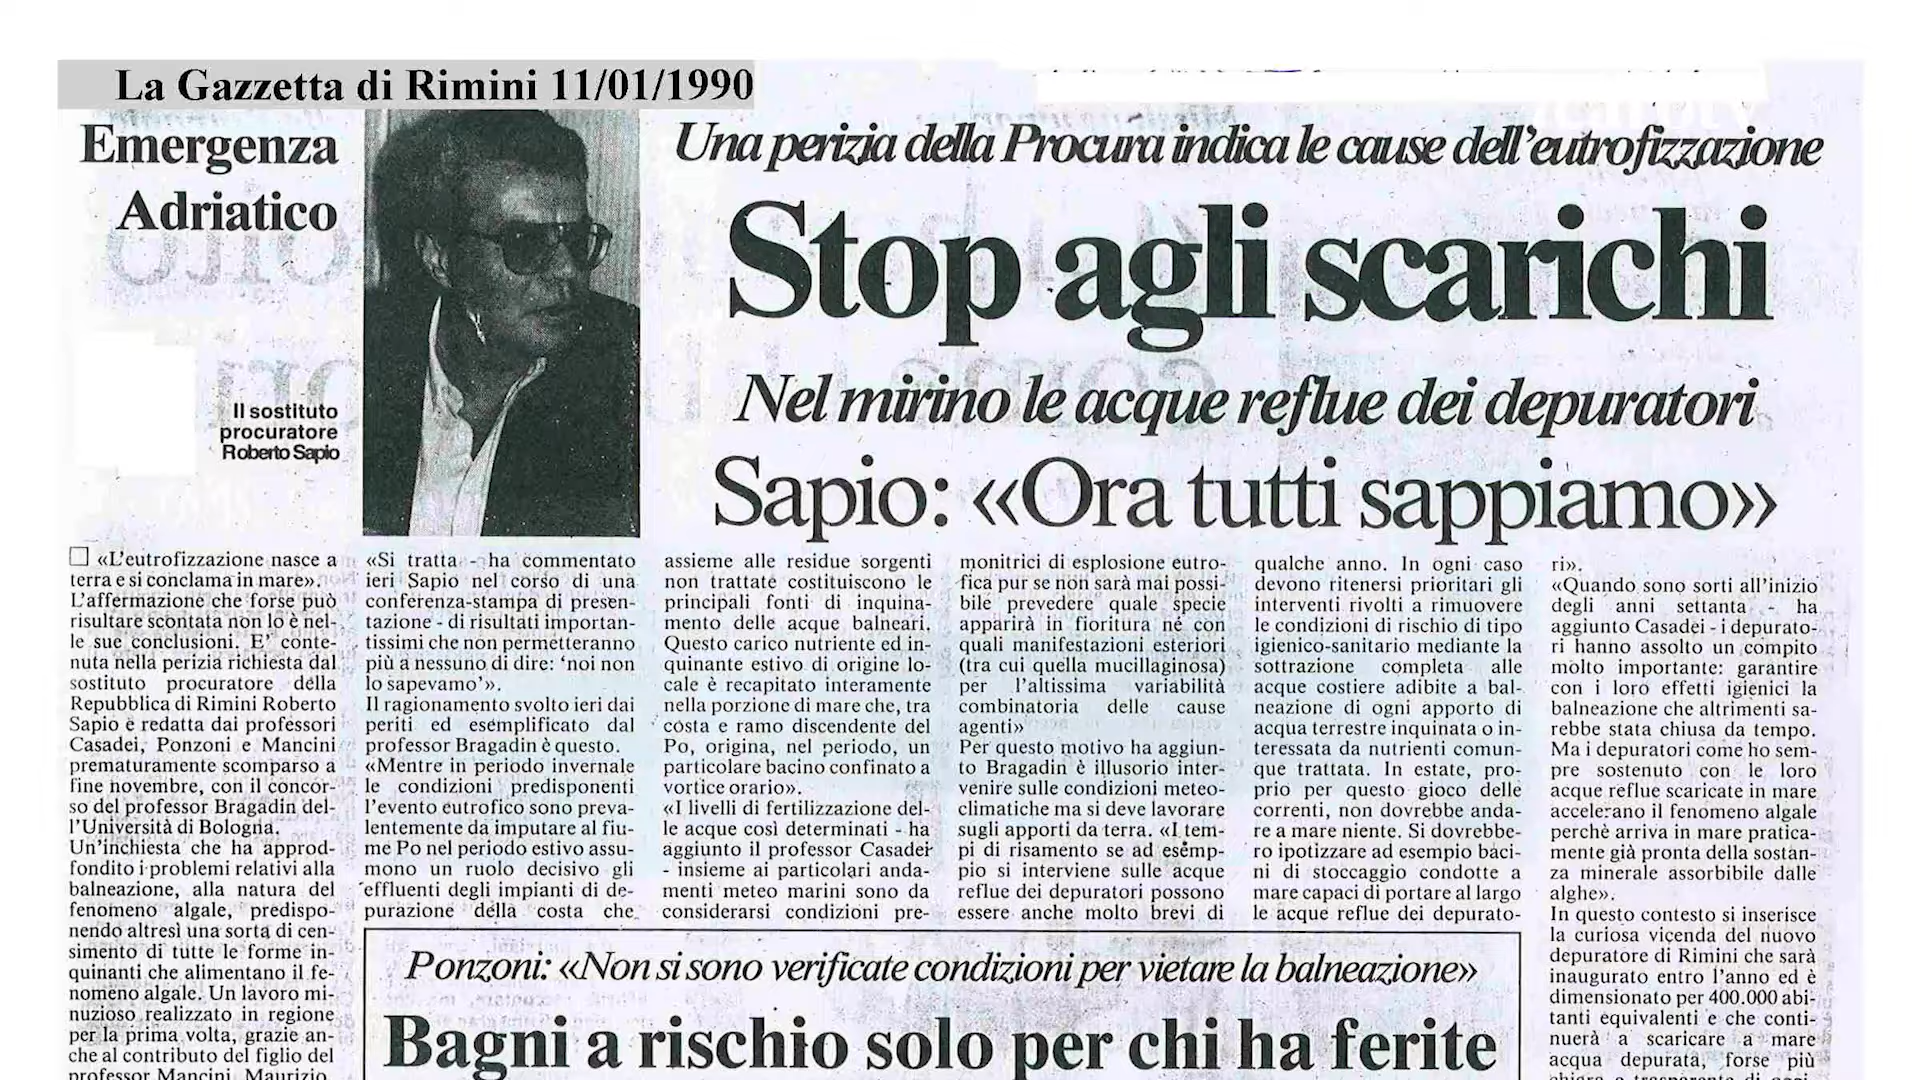 La Gazzetta di Rimini 11/01/1990
Emergenza
Adriatico
Il sostituto
procuratore
Roberto Sapio
Una perizia della Procura indica le cause dell'eutrofizzazione
Stop agli scarichi
Nel mirino le acque reflue dei depuratori
Sapio: «Ora tutti sappiamo»
«L'eutrofizzazione nasce a
terra e si conclama in mare».
L'affermazione che forse può
risultare scontata non lo è nel-
le sue conclusioni. E' conte-
nuta nella perizia richiesta dal
sostituto procuratore della
Repubblica di Rimini Roberto
Sapio e redatta dai professori
Casadei, Ponzoni e Mancini
prematuramente scomparso a
fine novembre, con il concor-
so del professor Bragadin del-
l'Università di Bologna.
Un'inchiesta che ha approd-
fondito i problemi relativi alla
balneazione, alla natura del
fenomeno algale, predispo-
nendo altresì una sorta di cen-
simento di tutte le forme in-
quinanti che alimentano il fe-
nomeno algale. Un lavoro mi-
nuzioso realizzato in regione
per la prima volta, grazie an-
che al contributo del figlio del
professor Mancini, Maurizio.
«Si tratta - ha commentato
ieri Sapio nel corso di una
conferenza-stampa di presen-
tazione - di risultati importan-
tissimi che non permetteranno
più a nessuno di dire: 'noi non
lo sapevamo'».
Il ragionamento svolto ieri dai
periti ed esemplificato dal
professor Bragadin è questo.
«Mentre in periodo invernale
le condizioni predisponenti
l'evento eutrofico sono preva-
lentemente da imputare al fiu-
me Po nel periodo estivo assu-
mono un ruolo decisivo gli
effluenti degli impianti di de-
purazione della costa che
assieme alle residue sorgenti
non trattate costituiscono le
principali fonti di inquina-
mento delle acque balneari.
Questo carico nutriente ed in-
quinante estivo di origine lo-
cale è recapitato interamente
nella porzione di mare che, tra
costa e ramo discendente del
Po, origina, nel periodo, un
particolare bacino confinato a
vortice orario».
«I livelli di fertilizzazione del-
le acque così determinati - ha
aggiunto il professor Casadei
- insieme ai particolari anda-
menti meteo marini sono da
considerarsi condizioni pre-
monitrici di esplosione eutro-
fica pur se non sarà mai possi-
bile prevedere quale specie
apparirà in fioritura né con
quali manifestazioni esteriori
(tra cui quella mucillaginosa)
per l'altissima variabilità
combinatoria delle cause
agenti»
Per questo motivo ha aggiun-
to Bragadin è illusorio inter-
venire sulle condizioni meteo-
climatiche ma si deve lavorare
sugli apporti da terra. «I tem-
pi di risamento se ad esemp-
pio si interviene sulle acque
reflue dei depuratori possono
essere anche molto brevi di
qualche anno. In ogni caso
devono ritenersi prioritari gli
interventi rivolti a rimuovere
le condizioni di rischio di tipo
igienico-sanitario mediante la
sottrazione completa alle
acque costiere adibite a bal-
neazione di ogni apporto di
acqua terrestre inquinata o in-
teressata da nutrienti comun-
que trattata. In estate, pro-
prio per questo gioco delle
correnti, non dovrebbe anda-
re a mare niente. Si dovrebbe-
ro ipotizzare ad esempio baci-
ni di stoccaggio condotte a
mare capaci di portare al largo
le acque reflue dei depurato-
ri».
«Quando sono sorti all'inizio
degli anni settanta - ha
aggiunto Casadei - i depurato-
ri hanno assolto un compito
molto importante: garantire
con i loro effetti igienici la
balneazione che altrimenti sa-
rebbe stata chiusa da tempo.
Ma i depuratori come ho sem-
pre sostenuto con le loro
acque reflue scaricate in mare
accelerano il fenomeno algale
perchè arriva in mare pratica-
mente già pronta della sostan-
za minerale assorbibile dalle
alghe».
In questo contesto si inserisce
la curiosa vicenda del nuovo
depuratore di Rimini che sarà
inaugurato entro l'anno ed è
dimensionato per 400.000 abi-
tanti equivalenti e che conti-
nuerà a scaricare a mare
acqua depurata, forse più
Ponzoni: «Non si sono verificate condizioni per vietare la balneazione»
Bagni a rischio solo per chi ha ferite